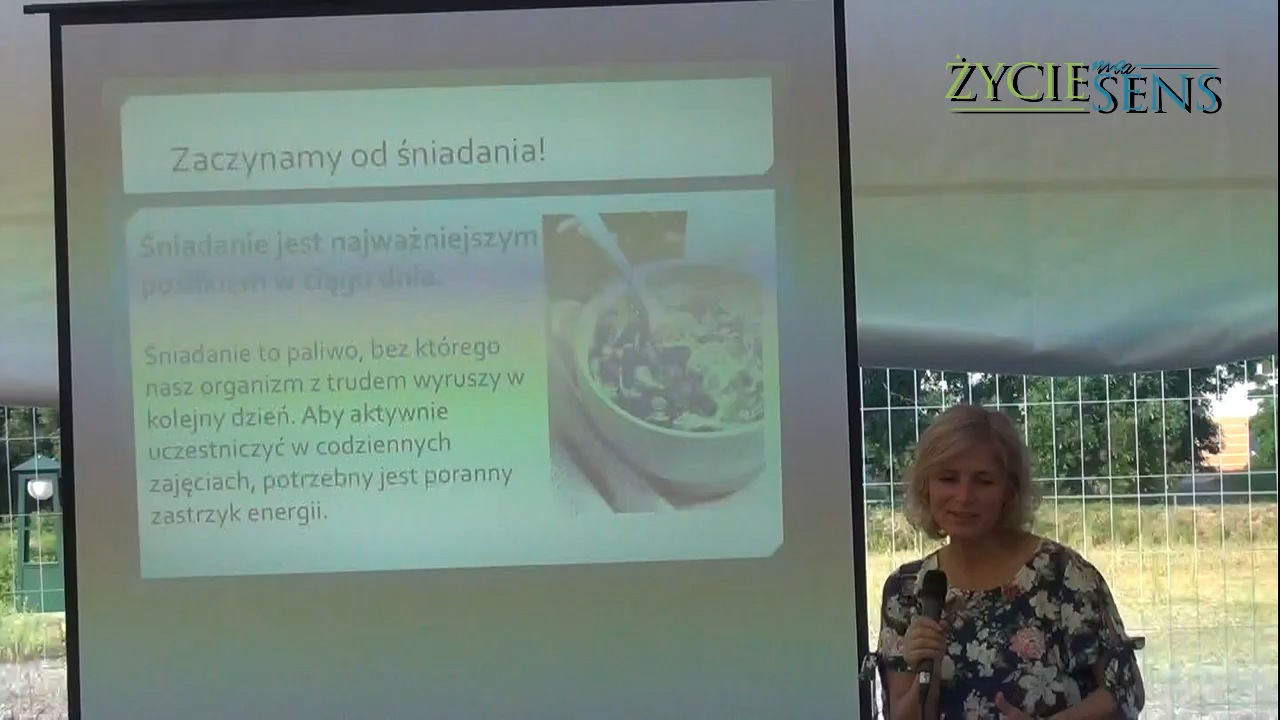 ŻYCIE ma SENS
Zaczynamy od śniadania!
Śniadanie jest najważniejszym
posiłkiem w ciągu dnia.
Śniadanie to paliwo, bez którego
nasz organizm z trudem wyruszy w
kolejny dzień. Aby aktywnie
uczestniczyć w codziennych
zajęciach, potrzebny jest poranny
zastrzyk energii.